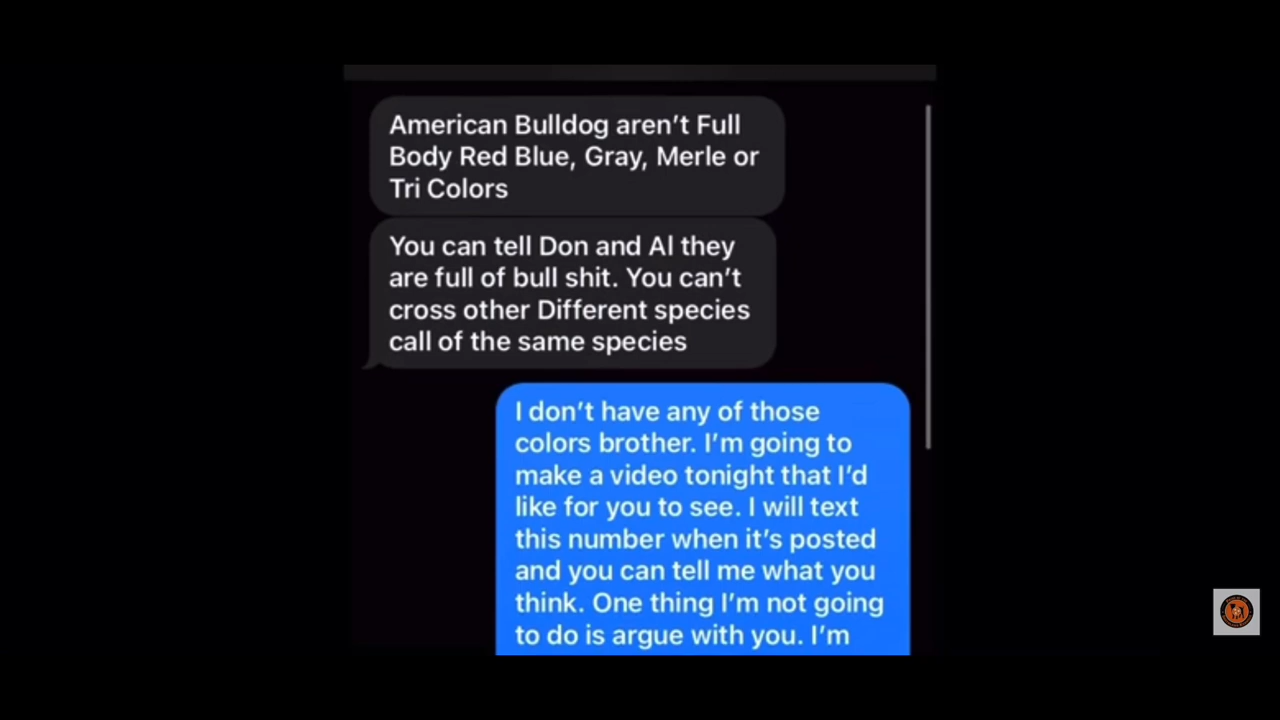 American Bulldog aren’t Full
Body Red Blue, Gray, Merle or
Tri Colors
You can tell Don and Al they
are full of bull shit. You can’t
cross other Different species
call of the same species
I don’t have any of those
colors brother. I’m going to
make a video tonight that I’d
like for you to see. I will text
this number when it’s posted
and you can tell me what you
think. One thing I’m not going
to do is argue with you. I’m